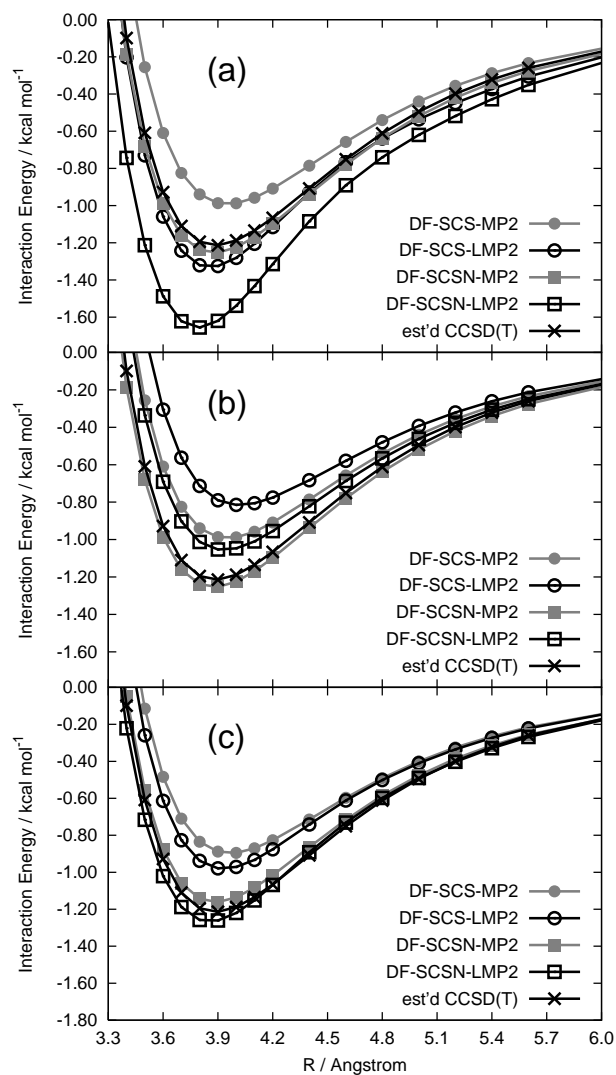 0.00
-0.20
-0.40
-0.60
-0.80
-1.00
-1.20
-1.40
-1.60
Interaction Energy / kcal mol-1
(a)
DF-SCS-MP2
DF-SCS-LMP2
DF-SCSN-MP2
DF-SCSN-LMP2
est'd CCSD(T)
0.00
-0.20
-0.40
-0.60
-0.80
-1.00
-1.20
-1.40
-1.60
Interaction Energy / kcal mol-1
(b)
DF-SCS-MP2
DF-SCS-LMP2
DF-SCSN-MP2
DF-SCSN-LMP2
est'd CCSD(T)
0.00
-0.20
-0.40
-0.60
-0.80
-1.00
-1.20
-1.40
-1.60
-1.80
Interaction Energy / kcal mol-1
(c)
DF-SCS-MP2
DF-SCS-LMP2
DF-SCSN-MP2
DF-SCSN-LMP2
est'd CCSD(T)
3.3 3.6 3.9 4.2 4.5 4.8 5.1 5.4 5.7 6.0
R / Angstrom